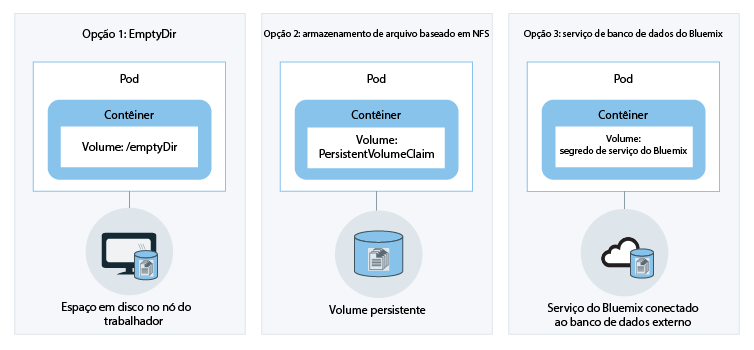 Opção 1: EmptyDir
Pod
Contêiner
Volume: /emptyDir
Espaço em disco no nó do
trabalhador
Opção 2: armazenamento de arquivo baseado em NFS
Pod
Contêiner
Volume:
PersistentVolumeClaim
Volume persistente
Opção 3: serviço de banco de dados do Bluemix
Pod
Contêiner
Volume:
segredo de serviço do Bluemix
Serviço do Bluemix conectado
ao banco de dados externo